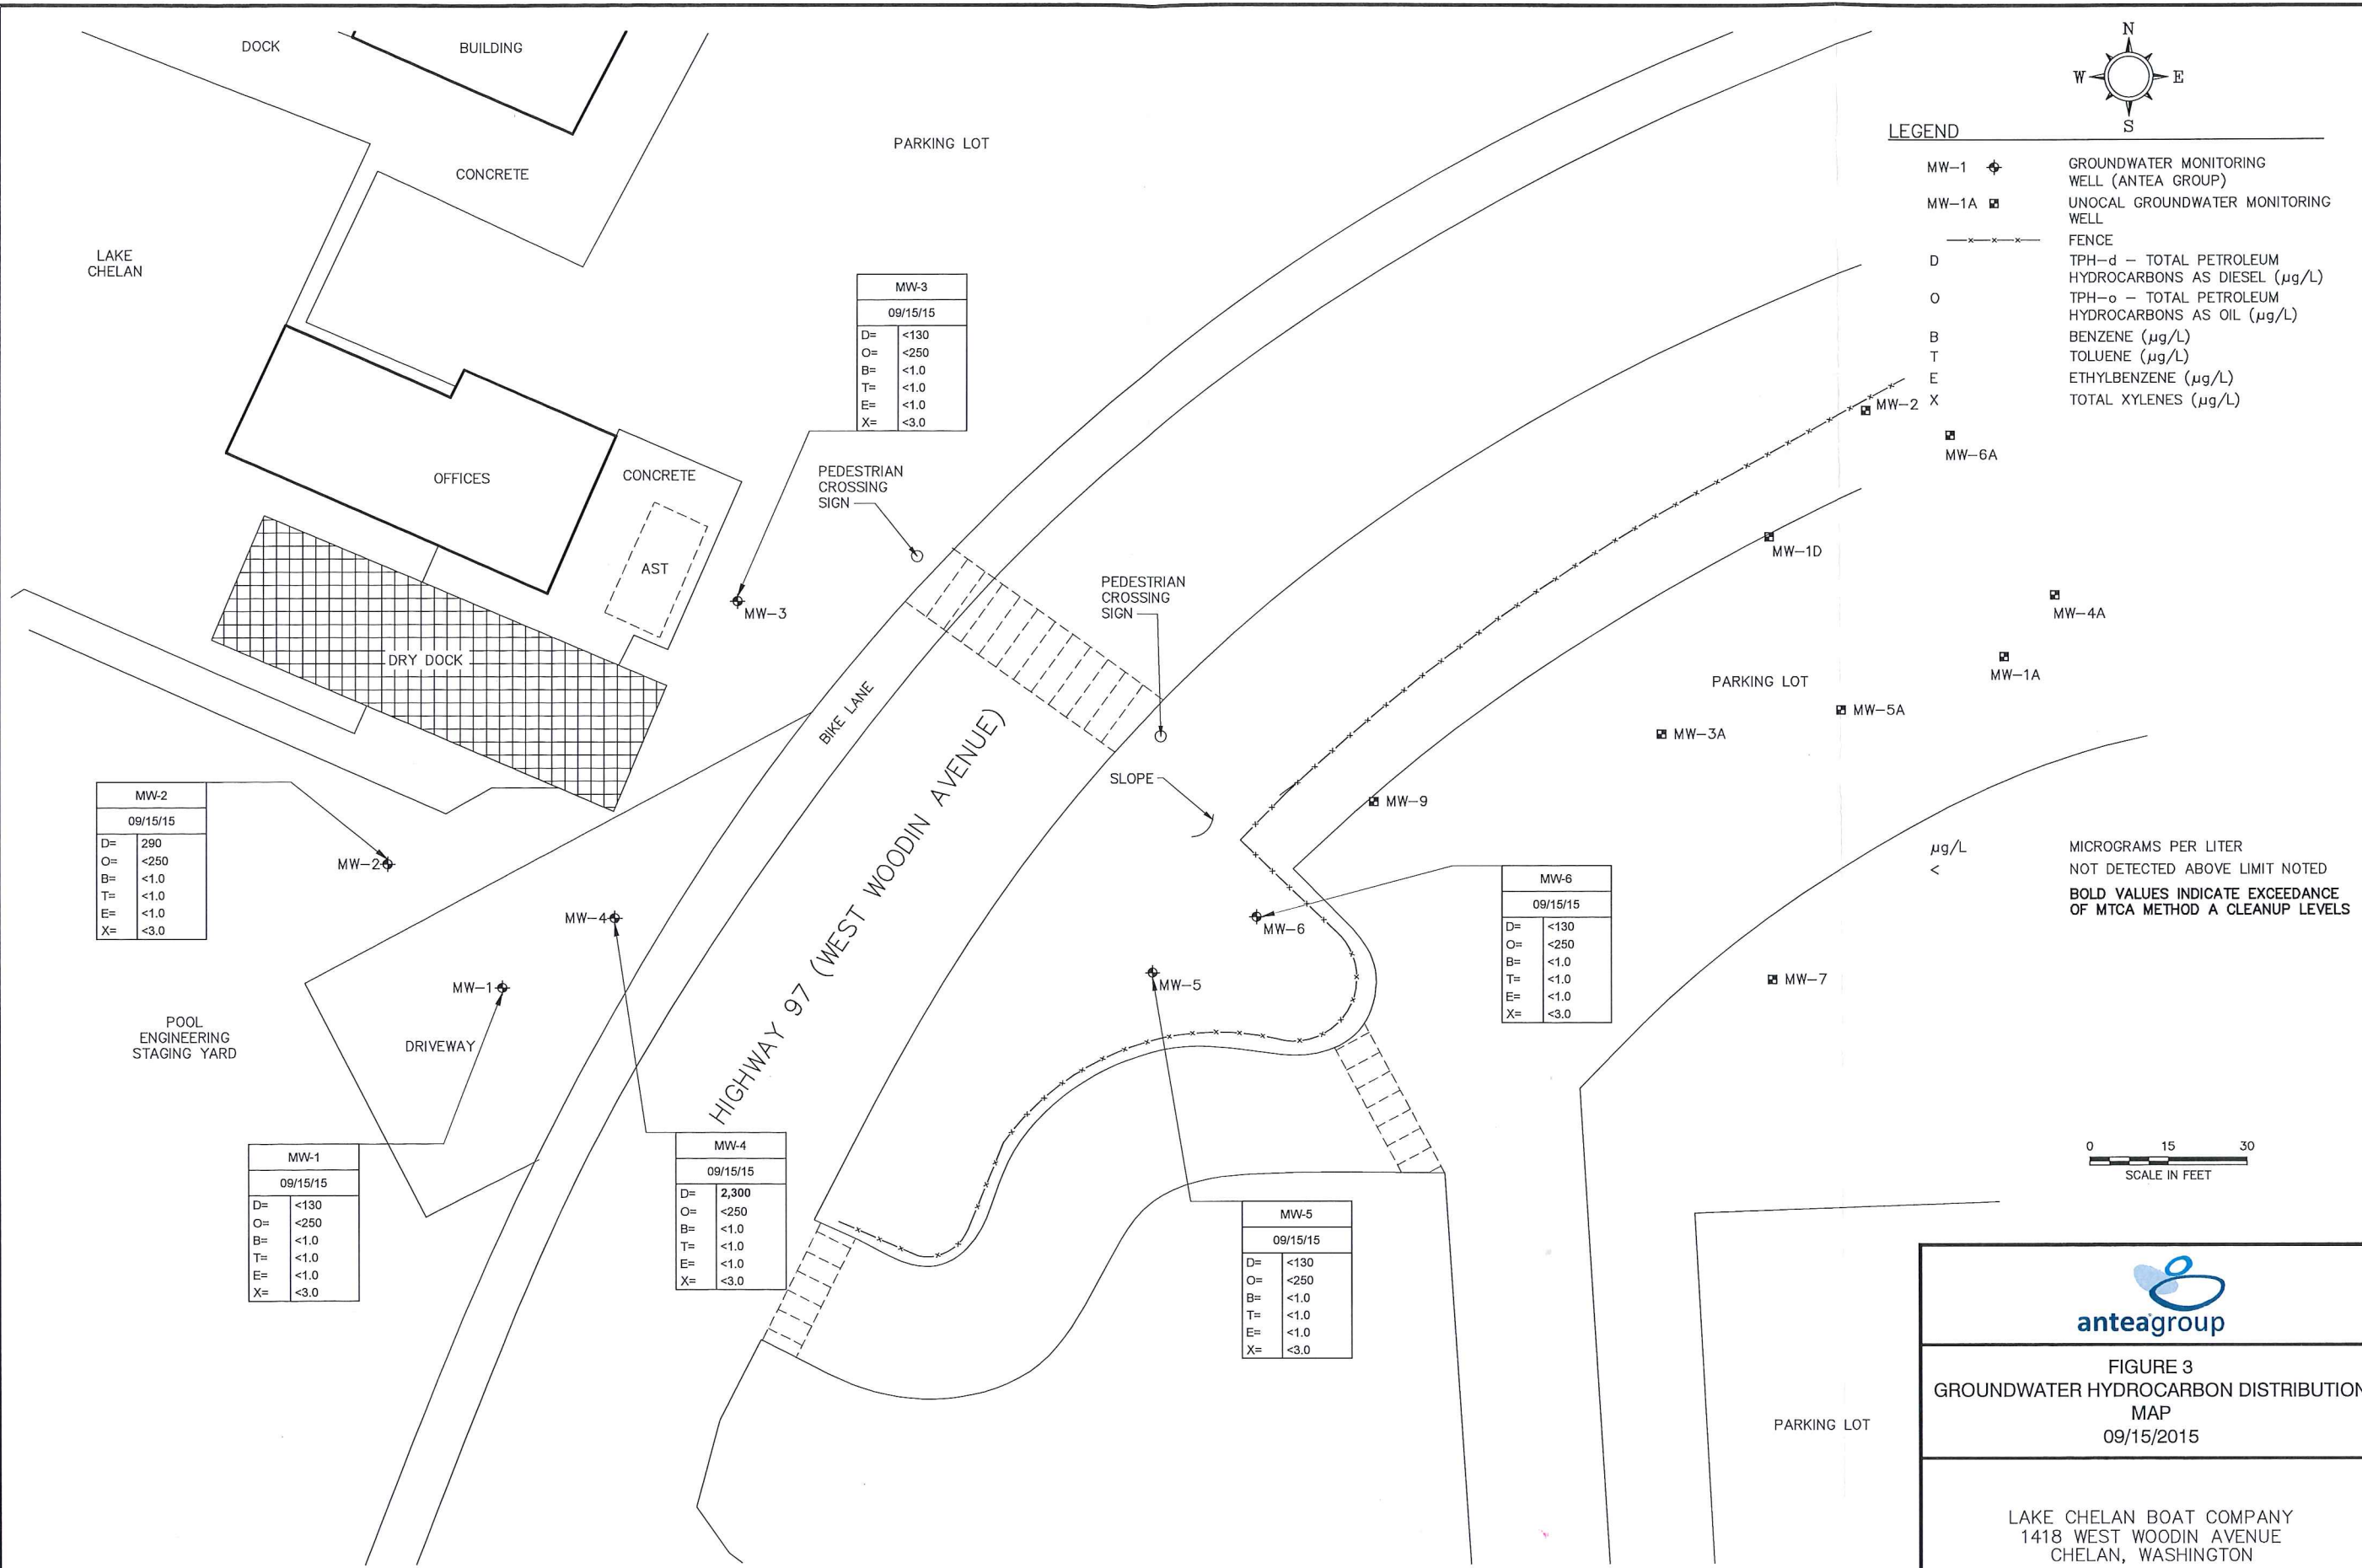 DOCK
BUILDING
CONCRETE
PARKING LOT
LAKE
CHELAN
N
W
E
S
LEGEND
MW-1
GROUNDWATER MONITORING
WELL (ANTEA GROUP)
MW-1A
UNOCAL GROUNDWATER MONITORING
WELL
FENCE
D
TPH-d - TOTAL PETROLEUM
HYDROCARBONS AS DIESEL (µg/L)
O
TPH-o - TOTAL PETROLEUM
HYDROCARBONS AS OIL (µg/L)
B
BENZENE (µg/L)
T
TOLUENE (µg/L)
E
ETHYLBENZENE (µg/L)
X
TOTAL XYLENES (µg/L)
MW-3
09/15/15
D= <130
O= <250
B= <1.0
T= <1.0
E= <1.0
X= <3.0
OFFICES
CONCRETE
AST
DRY DOCK
MW-3
PEDESTRIAN
CROSSING
SIGN
PEDESTRIAN
CROSSING
SIGN
BIKE LANE
HIGHWAY 97 (WEST WOODIN AVENUE)
SLOPE
MW-2
MW-6A
MW-1D
MW-4A
MW-1A
PARKING LOT
MW-5A
MW-3A
MW-9
MW-7
MW-2
09/15/15
D= 290
O= <250
B= <1.0
T= <1.0
E= <1.0
X= <3.0
MW-2
MW-4
MW-1
POOL
ENGINEERING
STAGING YARD
DRIVEWAY
MW-6
MW-5
MW-6
09/15/15
D= <130
O= <250
B= <1.0
T= <1.0
E= <1.0
X= <3.0
µg/L
MICROGRAMS PER LITER
<
NOT DETECTED ABOVE LIMIT NOTED
BOLD VALUES INDICATE EXCEEDANCE
OF MTCA METHOD A CLEANUP LEVELS
MW-1
09/15/15
D= <130
O= <250
B= <1.0
T= <1.0
E= <1.0
X= <3.0
MW-4
09/15/15
D= 2,300
O= <250
B= <1.0
T= <1.0
E= <1.0
X= <3.0
MW-5
09/15/15
D= <130
O= <250
B= <1.0
T= <1.0
E= <1.0
X= <3.0
0 15 30
SCALE IN FEET
PARKING LOT
anteagroup
FIGURE 3
GROUNDWATER HYDROCARBON DISTRIBUTION
MAP
09/15/2015
LAKE CHELAN BOAT COMPANY
1418 WEST WOODIN AVENUE
CHELAN, WASHINGTON